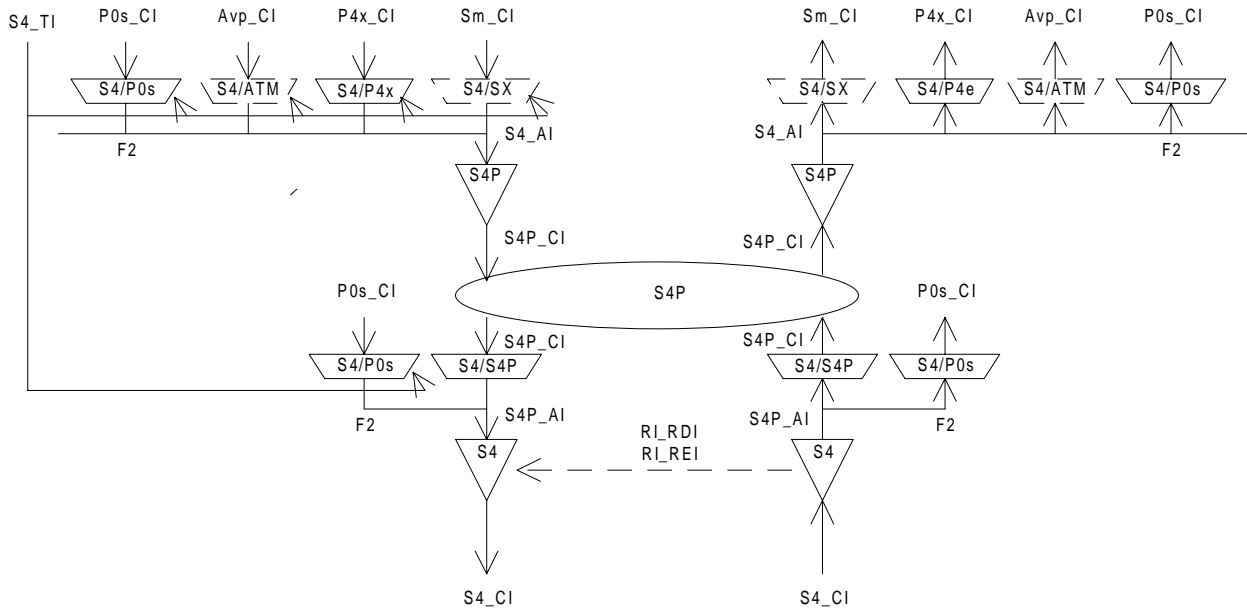 S4_TI P0s_CI Avp_CI P4x_CI Sm_CI Sm_CI P4x_CI Avp_CI P0s_CI
S4/P0s S4/ATM S4/P4x S4/SX S4/SX S4/P4e S4/ATM S4/P0s
F2 S4_AI S4_AI F2
S4P S4P
S4P_CI S4P_CI
P0s_CI S4P P0s_CI
S4P_CI S4P_CI
S4/P0s S4/S4P S4/S4P S4/P0s
F2 S4P_AI S4P_AI F2
RI_RDI
RI_REI
S4 S4
S4_CI S4_CI